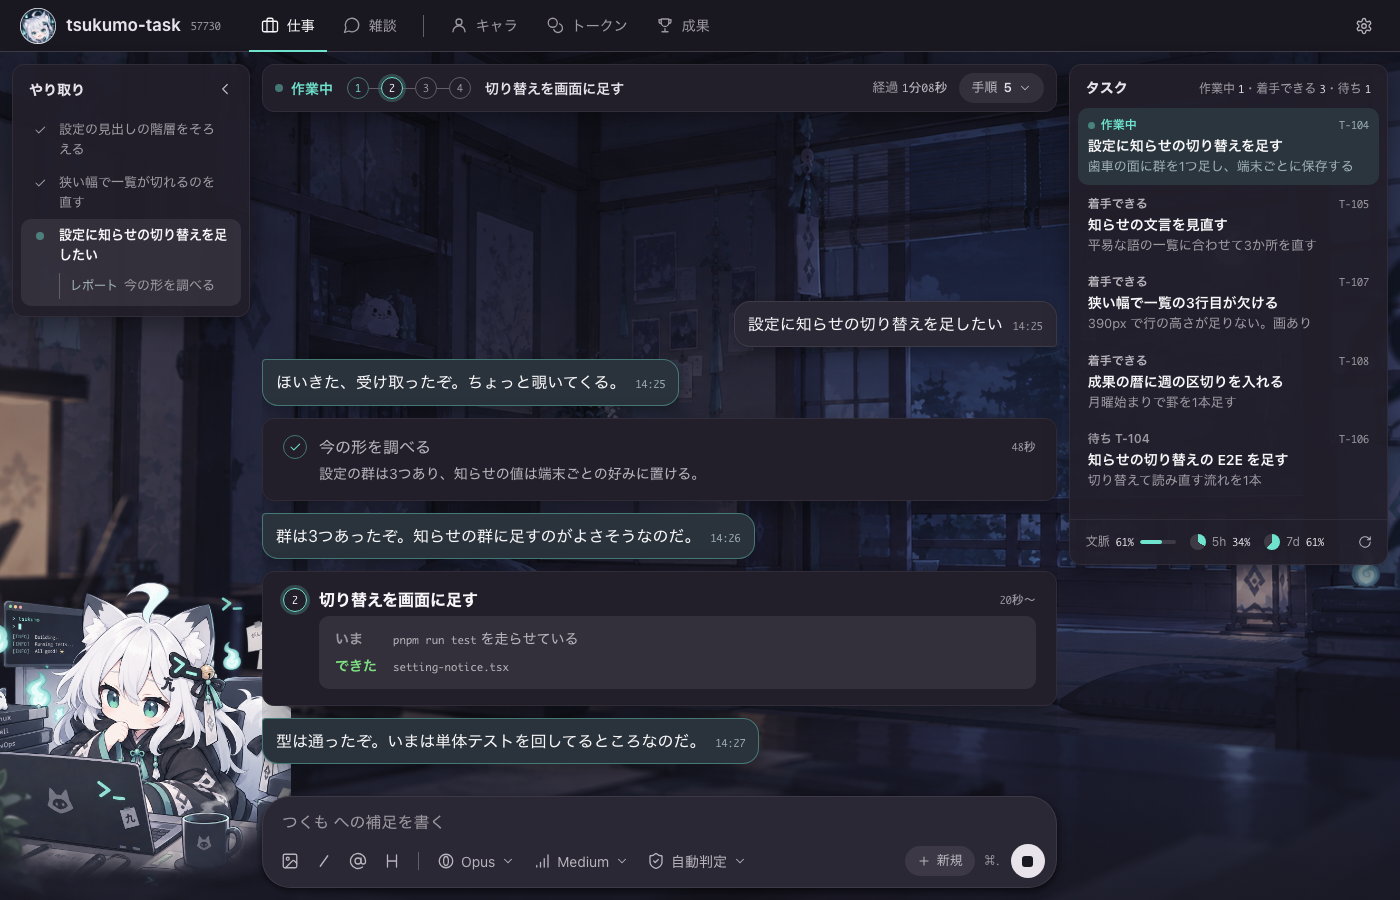 tsukumo-task 57730
仕事
雑談
キャラ
トークン
成果
やり取り
設定の見出しの階層をそろ
える
狭い幅で一覧が切れるのを
直す
設定に知らせの切り替えを足
したい
レポート 今の形を調べる
作業中 1 2 3 4 切り替えを画面に足す
経過 1分08秒 手順 5
設定に知らせの切り替えを足したい 14:25
ほいきた、受け取ったぞ。ちょっと覗いてくる。 14:25
今の形を調べる 48秒
設定の群は3つあり、知らせの値は端末ごとの好みに置ける。
群は3つあったぞ。知らせの群に足すのがよさそうなのだ。 14:26
2 切り替えを画面に足す 20秒〜
いま pnpm run test を走らせている
できた setting-notice.tsx
型は通ったぞ。いまは単体テストを回してるところなのだ。 14:27
つくも への補足を書く
Opus Medium 自動判定 + 新規 ⌘.
タスク 作業中 1・着手できる 3・待ち 1
作業中 T-104
設定に知らせの切り替えを足す
歯車の面に群を1つ足し、端末ごとに保存する
着手できる T-105
知らせの文言を見直す
平易な語の一覧に合わせて3か所を直す
着手できる T-107
狭い幅で一覧の3行目が欠ける
390px で行の高さが足りない。画あり
着手できる T-108
成果の暦に週の区切りを入れる
月曜始まりで罫を1本足す
待ち T-104 T-106
知らせの切り替えの E2E を足す
切り替えて読み直す流れを1本
文脈 61% 5h 34% 7d 61%
九